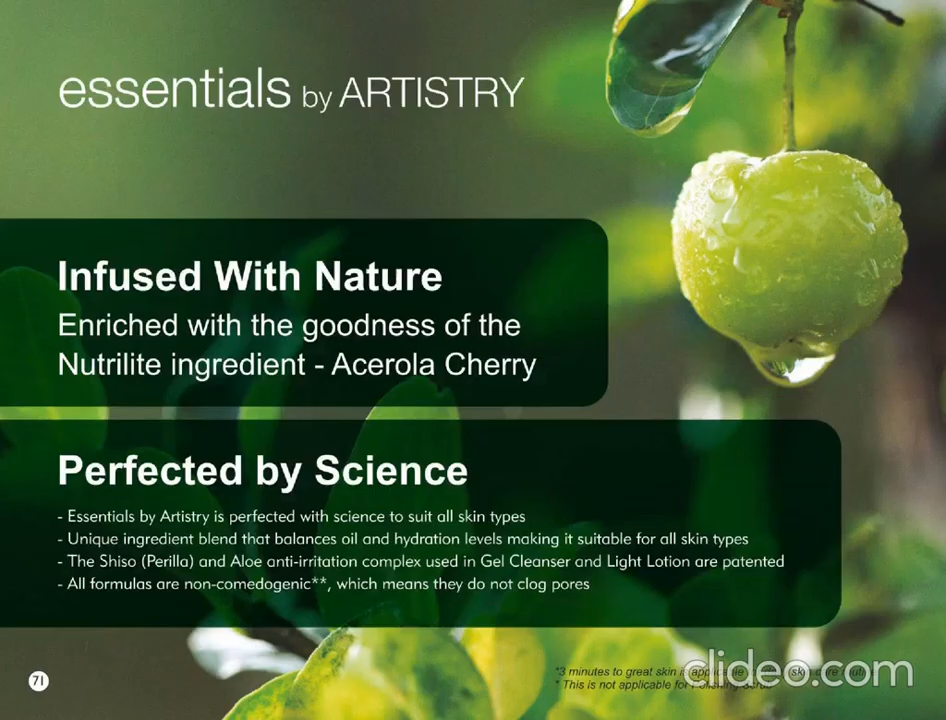 essentials by ARTISTRY
Infused With Nature
Enriched with the goodness of the
Nutrilite ingredient - Acerola Cherry
Perfected by Science
- Essentials by Artistry is perfected with science to suit all skin types
- Unique ingredient blend that balances oil and hydration levels making it suitable for all skin types
- The Shiso (Perilla) and Aloe anti-irritation complex used in Gel Cleanser and Light Lotion are patented
- All formulas are non-comedogenic**, which means they do not clog pores
*3 minutes to great skin is
* This is not applicable for Polishing Scrub
clideo.com
71